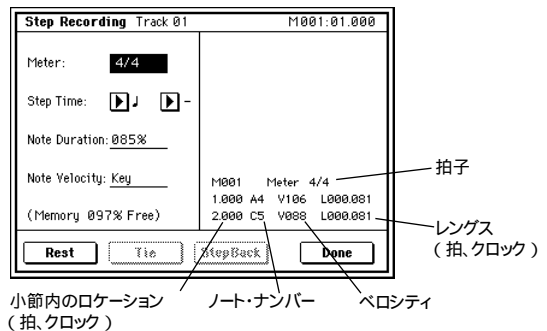 Step Recording Track 01 M001:01.000
Meter: 4/4
Step Time: ♩ -
Note Duration: 085%
Note Velocity: Key
(Memory 097% Free)
M001 Meter 4/4
1.000 A4 V106 L000.081
2.000 C5 V088 L000.081
Rest Tie StepBack Done
拍子
レングス
(拍、クロック)
小節内のロケーション
(拍、クロック)
ノート・ナンバー
ベロシティ